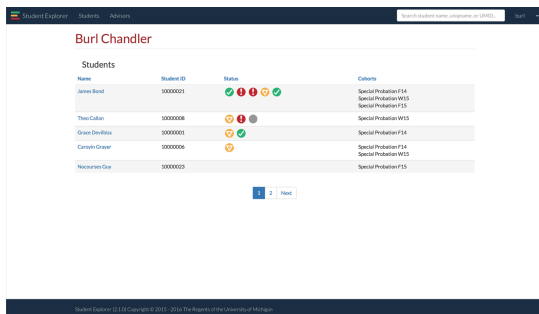 Student Explorer Students Advisors Search student name, uniqname, or UMID... burl
Burl Chandler
Students
Name Student ID Status Cohorts
James Bond 10000021 Special Probation F14
Special Probation W15
Special Probation F15
Theo Callan 10000008 Special Probation W15
Grace Devilbiss 10000001 Special Probation F14
Carsyin Grayer 10000006 Special Probation F14
Special Probation W15
Nocourses Guy 10000023 Special Probation F15
1 2 Next
Student Explorer (2.1.0) Copyright © 2015 - 2016 The Regents of the University of Michigan